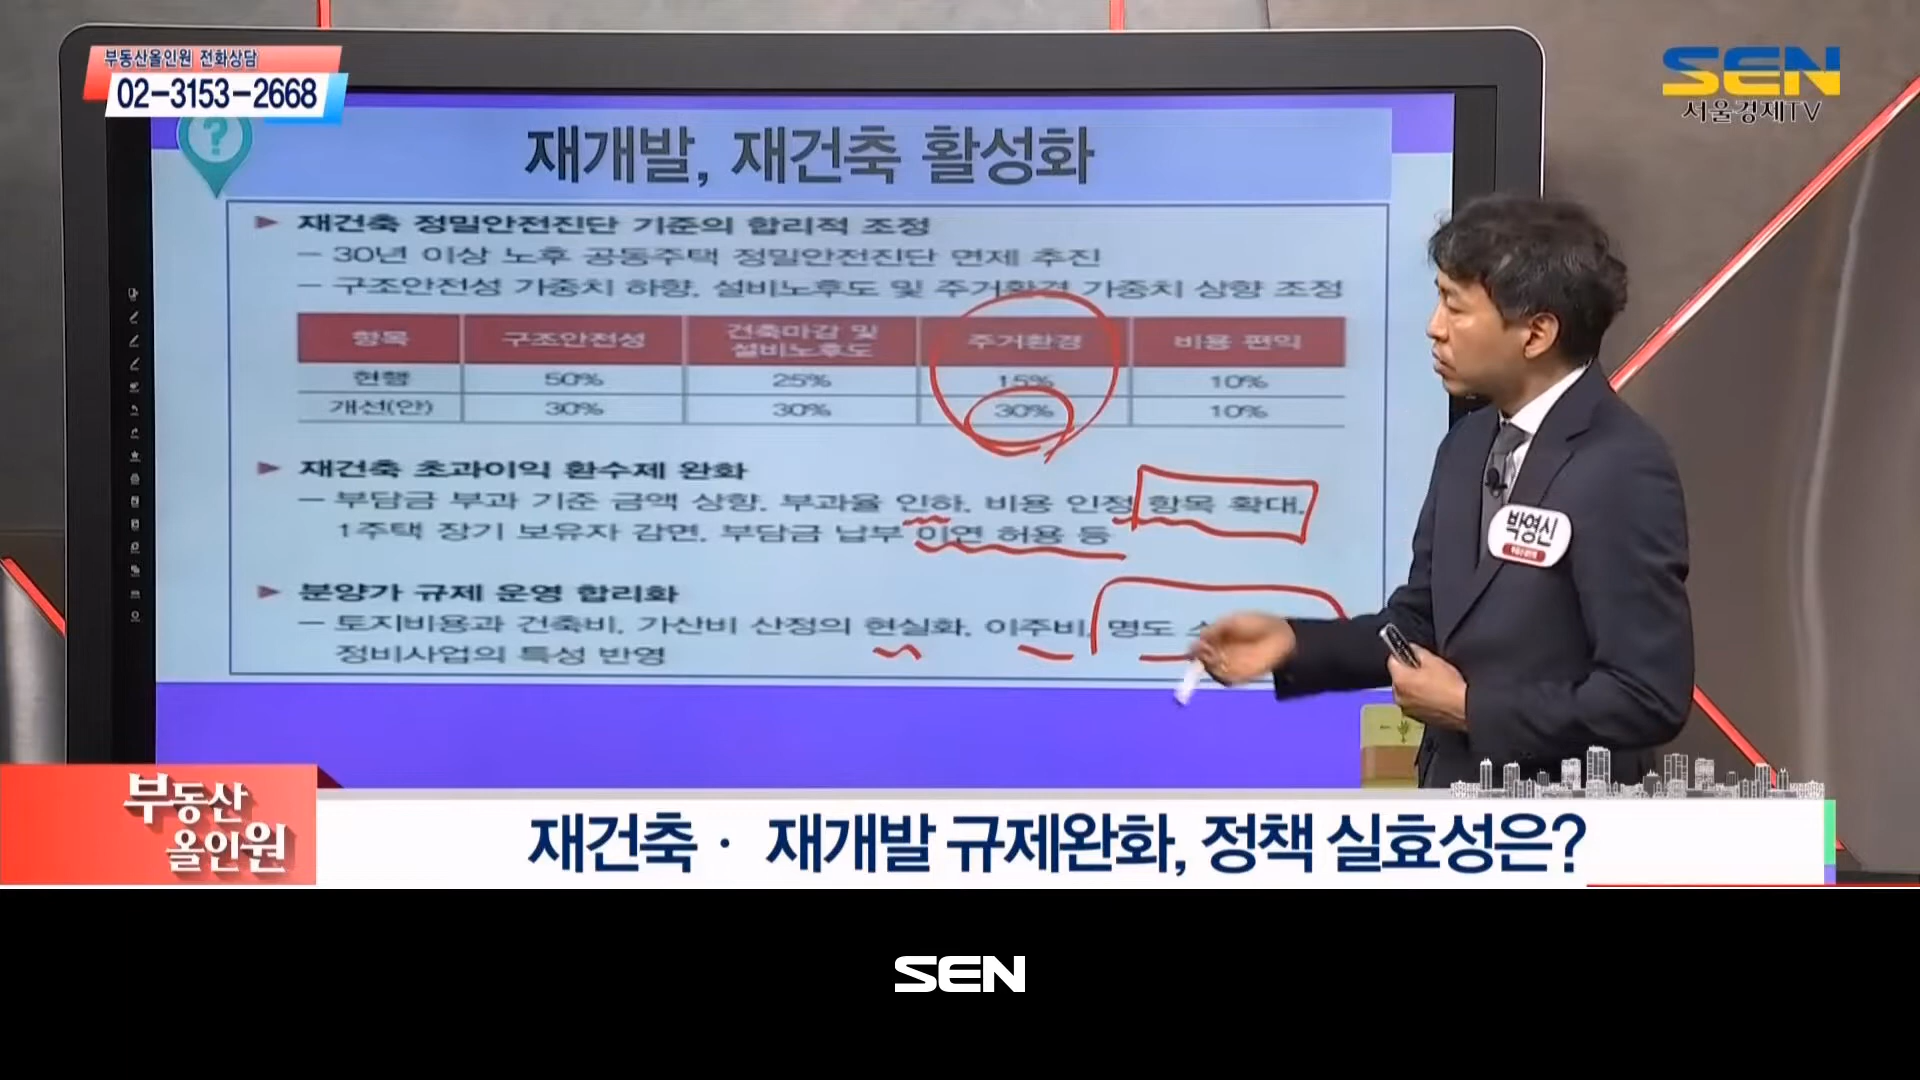 부동산올인원 전화상담
02-3153-2668
SEN
서울경제TV
?
재개발, 재건축 활성화
▶ 재건축 정밀안전진단 기준의 합리적 조정
– 30년 이상 노후 공동주택 정밀안전진단 면제 추진
– 구조안전성 가중치 하향, 설비노후도 및 주거환경 가중치 상향 조정
항목 구조안전성 건축마감 및 설비노후도 주거환경 비용 편익
현행 50% 25% 15% 10%
개선(안) 30% 30% 30% 10%
▶ 재건축 초과이익 환수제 완화
– 부담금 부과 기준 금액 상향, 부과율 인하, 비용 인정 항목 확대,
1주택 장기 보유자 감면, 부담금 납부 이연 허용 등
▶ 분양가 규제 운영 합리화
– 토지비용과 건축비, 가산비 산정의 현실화, 이주비, 명도
정비사업의 특성 반영
박영신
부동산
올인원
재건축· 재개발 규제완화, 정책 실효성은?
SEN